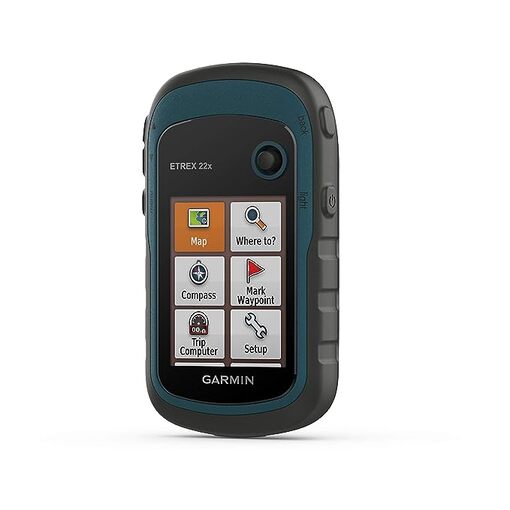 back
ETREX 22x
light
Map
Where to?
Compass
Mark
Waypoint
Trip
Computer
Setup
GARMIN